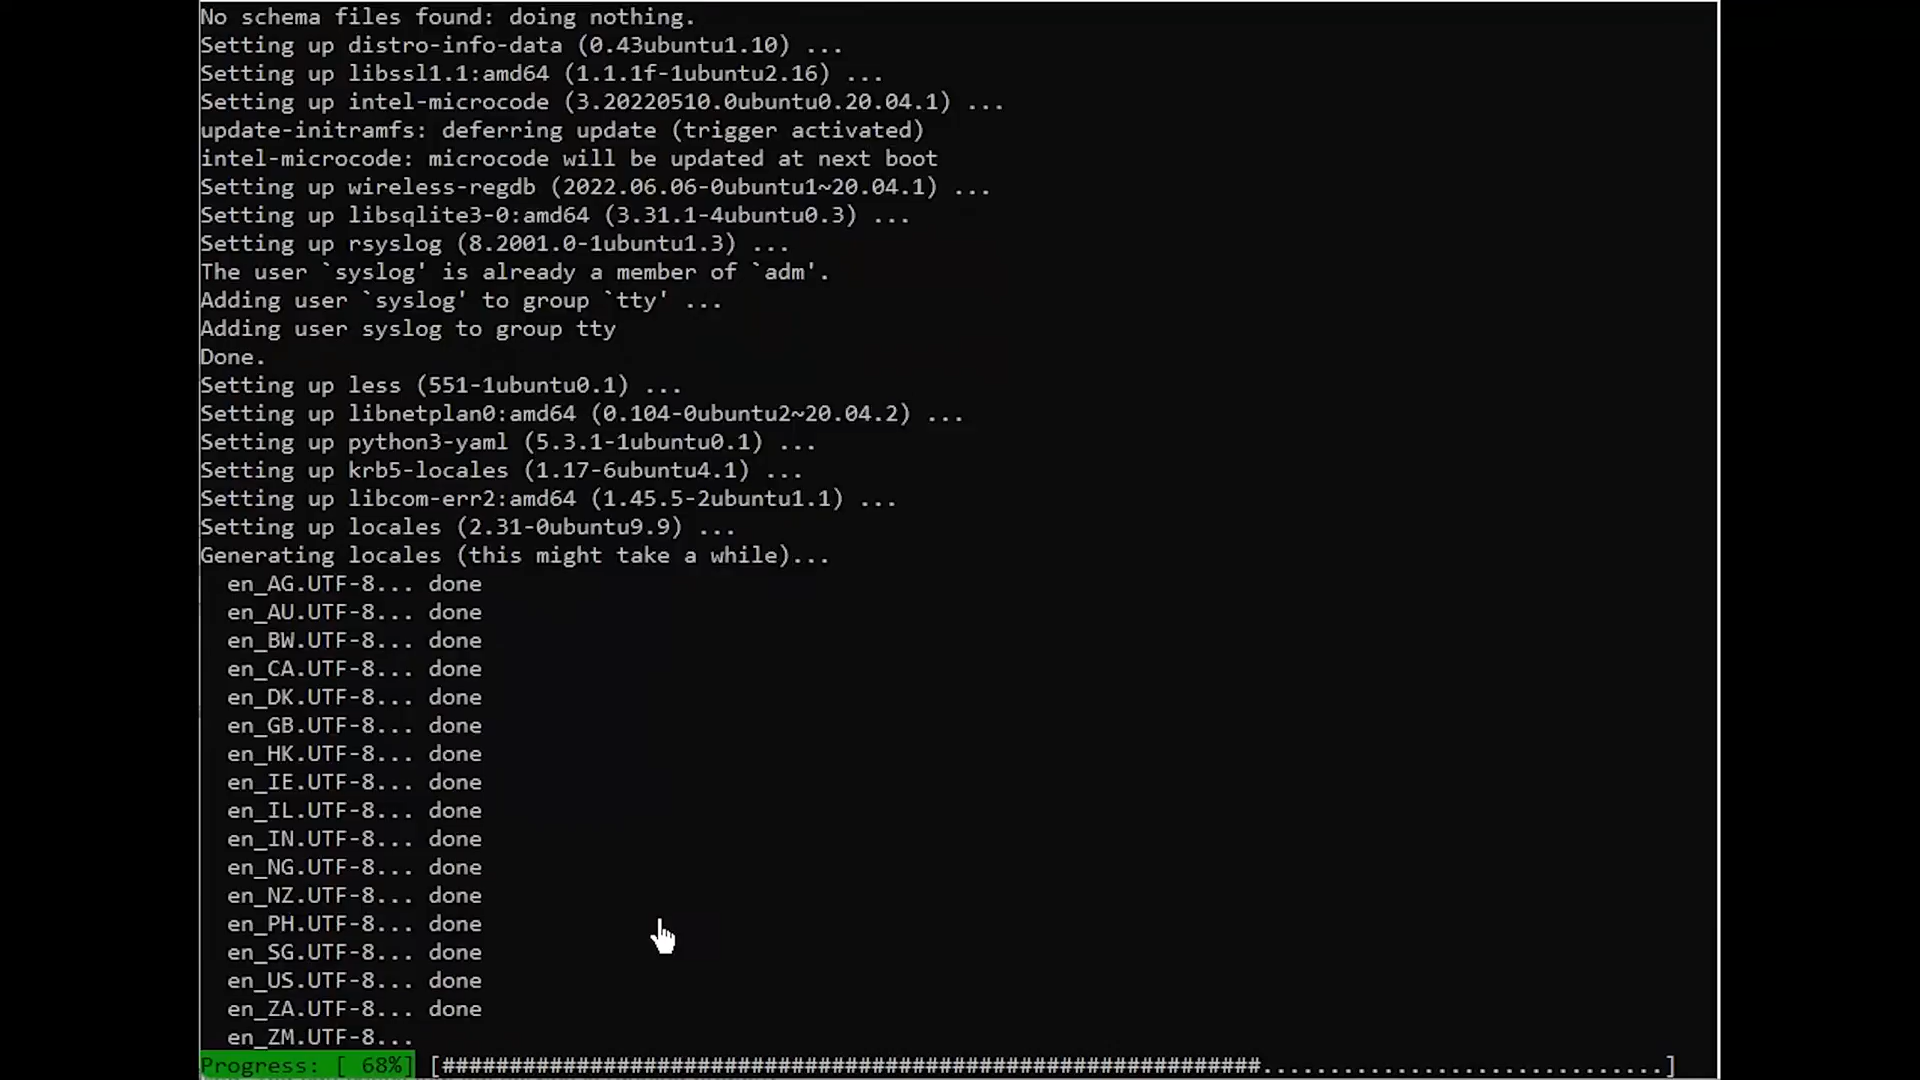 No schema files found: doing nothing.
Setting up distro-info-data (0.43ubuntu1.10) ...
Setting up libssl1.1:amd64 (1.1.1f-1ubuntu2.16) ...
Setting up intel-microcode (3.20220510.0ubuntu0.20.04.1) ...
update-initramfs: deferring update (trigger activated)
intel-microcode: microcode will be updated at next boot
Setting up wireless-regdb (2022.06.06-0ubuntu1~20.04.1) ...
Setting up libsqlite3-0:amd64 (3.31.1-4ubuntu0.3) ...
Setting up rsyslog (8.2001.0-1ubuntu1.3) ...
The user `syslog' is already a member of `adm'.
Adding user `syslog' to group `tty' ...
Adding user syslog to group tty
Done.
Setting up less (551-1ubuntu0.1) ...
Setting up libnetplan0:amd64 (0.104-0ubuntu2~20.04.2) ...
Setting up python3-yaml (5.3.1-1ubuntu0.1) ...
Setting up krb5-locales (1.17-6ubuntu4.1) ...
Setting up libcom-err2:amd64 (1.45.5-2ubuntu1.1) ...
Setting up locales (2.31-0ubuntu9.9) ...
Generating locales (this might take a while)...
  en_AG.UTF-8... done
  en_AU.UTF-8... done
  en_BW.UTF-8... done
  en_CA.UTF-8... done
  en_DK.UTF-8... done
  en_GB.UTF-8... done
  en_HK.UTF-8... done
  en_IE.UTF-8... done
  en_IL.UTF-8... done
  en_IN.UTF-8... done
  en_NG.UTF-8... done
  en_NZ.UTF-8... done
  en_PH.UTF-8... done
  en_SG.UTF-8... done
  en_US.UTF-8... done
  en_ZA.UTF-8... done
  en_ZM.UTF-8...
Progress: [ 68%] [#############################################################..............................]